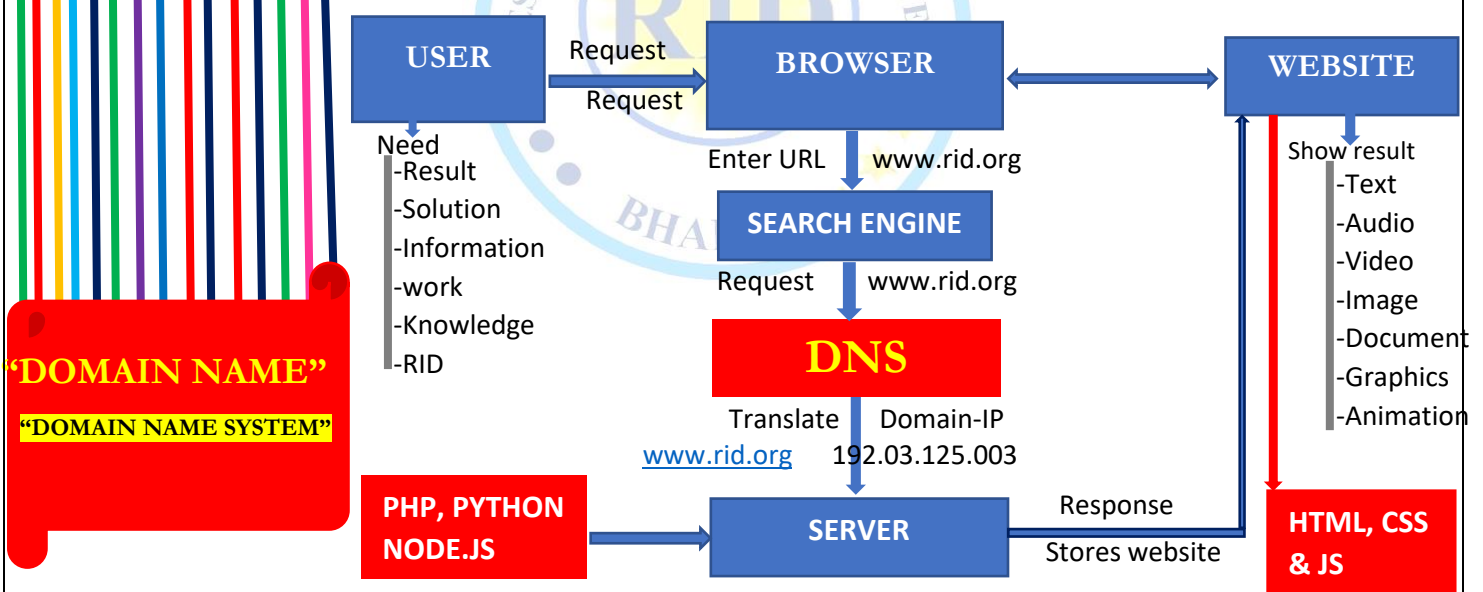 RID
BHA
USER
Request
Request
BROWSER
WEBSITE
Need
-Result
-Solution
-Information
-work
-Knowledge
-RID
Enter URL www.rid.org
SEARCH ENGINE
Request www.rid.org
DNS
Translate Domain-IP
www.rid.org 192.03.125.003
SERVER
PHP, PYTHON
NODE.JS
Response
Stores website
Show result
-Text
-Audio
-Video
-Image
-Document
-Graphics
-Animation
HTML, CSS
& JS
“DOMAIN NAME”
“DOMAIN NAME SYSTEM”